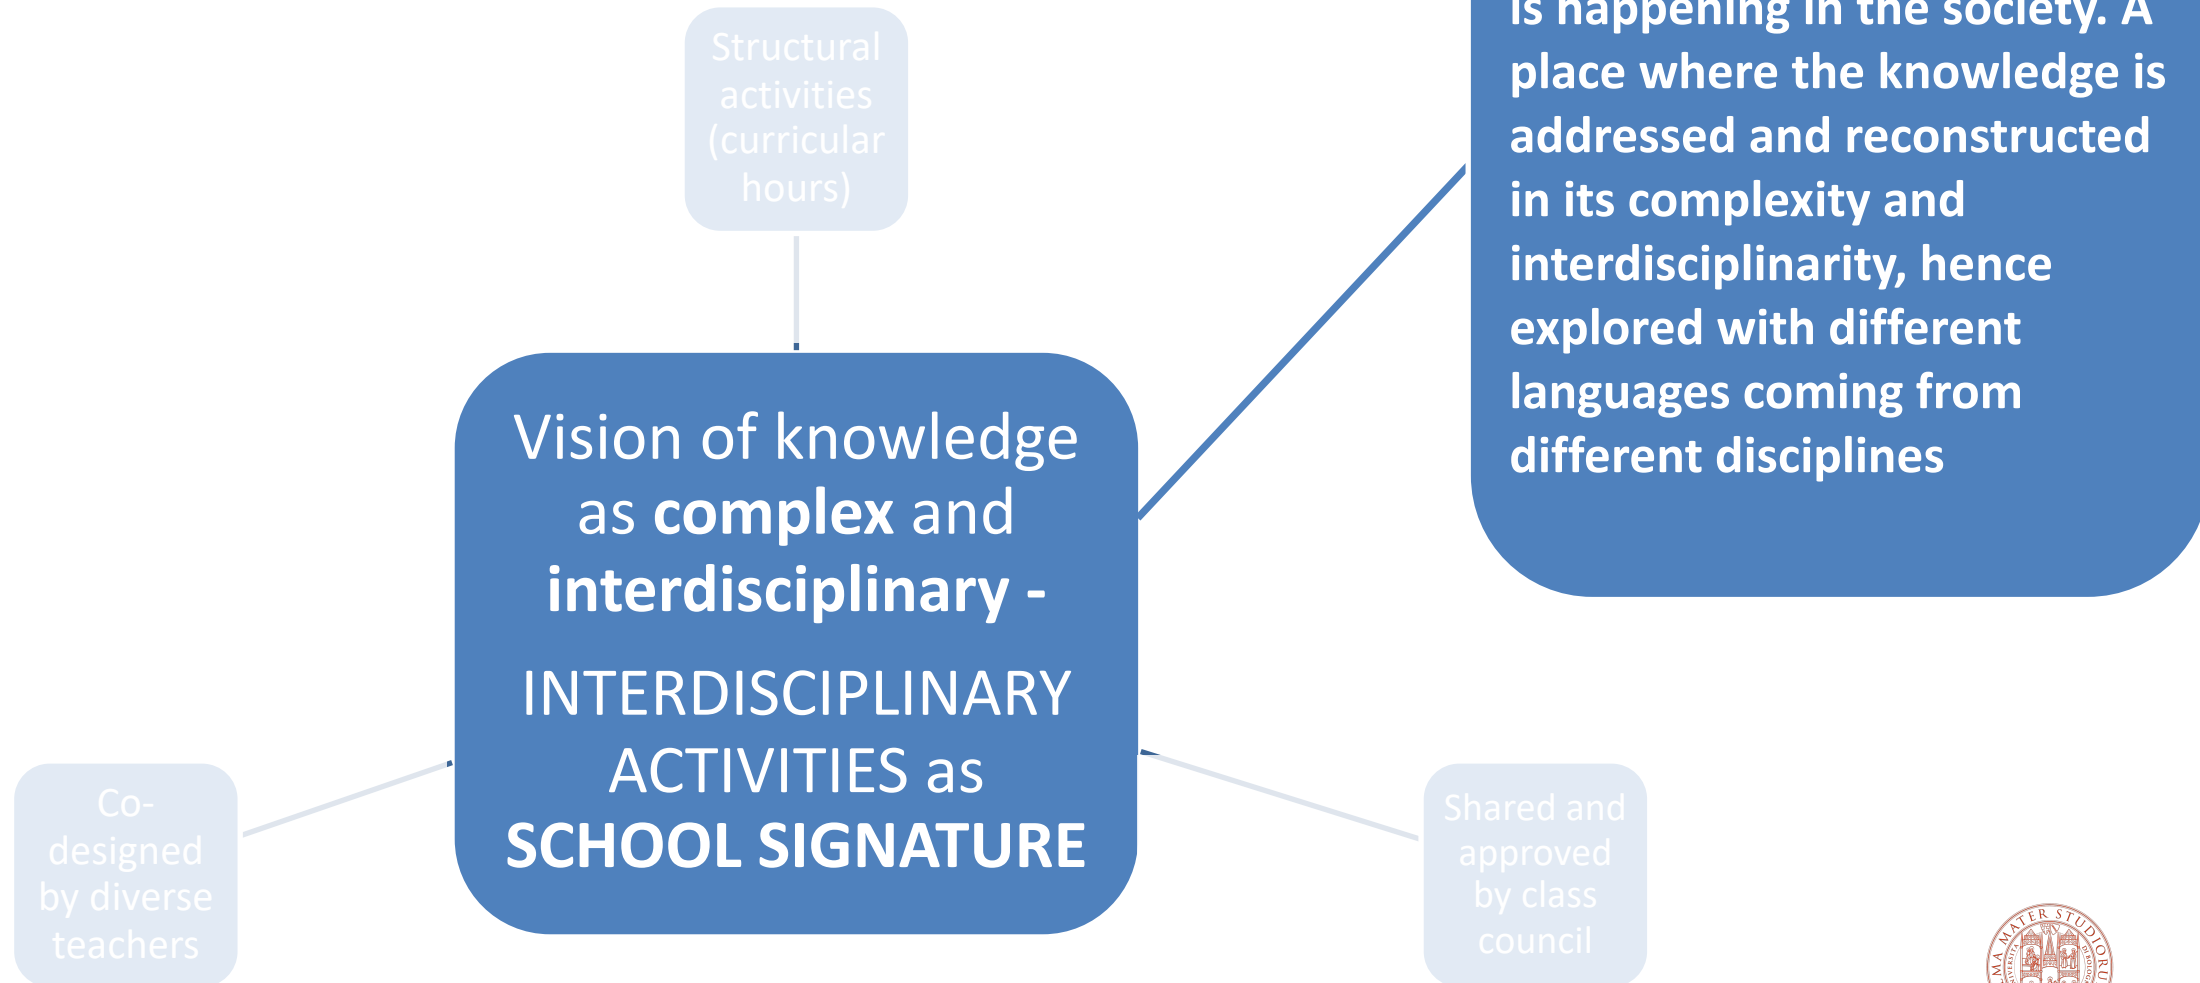 Structural
activities
(curricular
hours)
is happening in the society. A
place where the knowledge is
addressed and reconstructed
in its complexity and
interdisciplinarity, hence
explored with different
languages coming from
different disciplines
Vision of knowledge
as complex and
interdisciplinary -
INTERDISCIPLINARY
ACTIVITIES as
SCHOOL SIGNATURE
Co-
designed
by diverse
teachers
Shared and
approved
by class
council
MATER